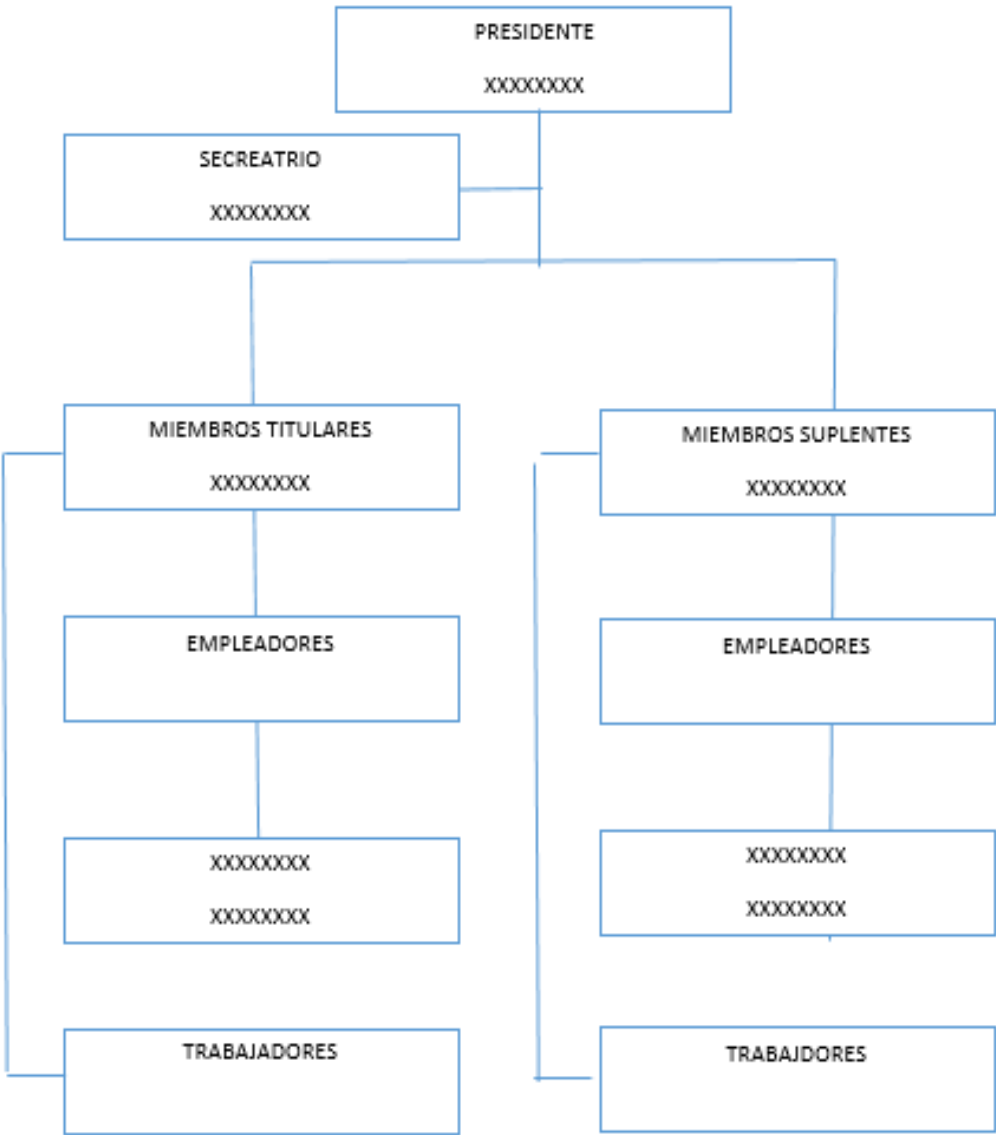 PRESIDENTE
XXXXXXXX
SECREATRIO
XXXXXXXX
MIEMBROS TITULARES
XXXXXXXX
MIEMBROS SUPLENTES
XXXXXXXX
EMPLEADORES
EMPLEADORES
XXXXXXXX
XXXXXXXX
XXXXXXXX
XXXXXXXX
TRABAJADORES
TRABAJDORES